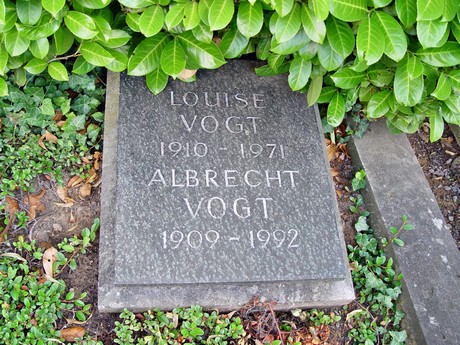 LOUISE
VOGT
1910 - 1971
ALBRECHT
VOGT
1909 - 1992